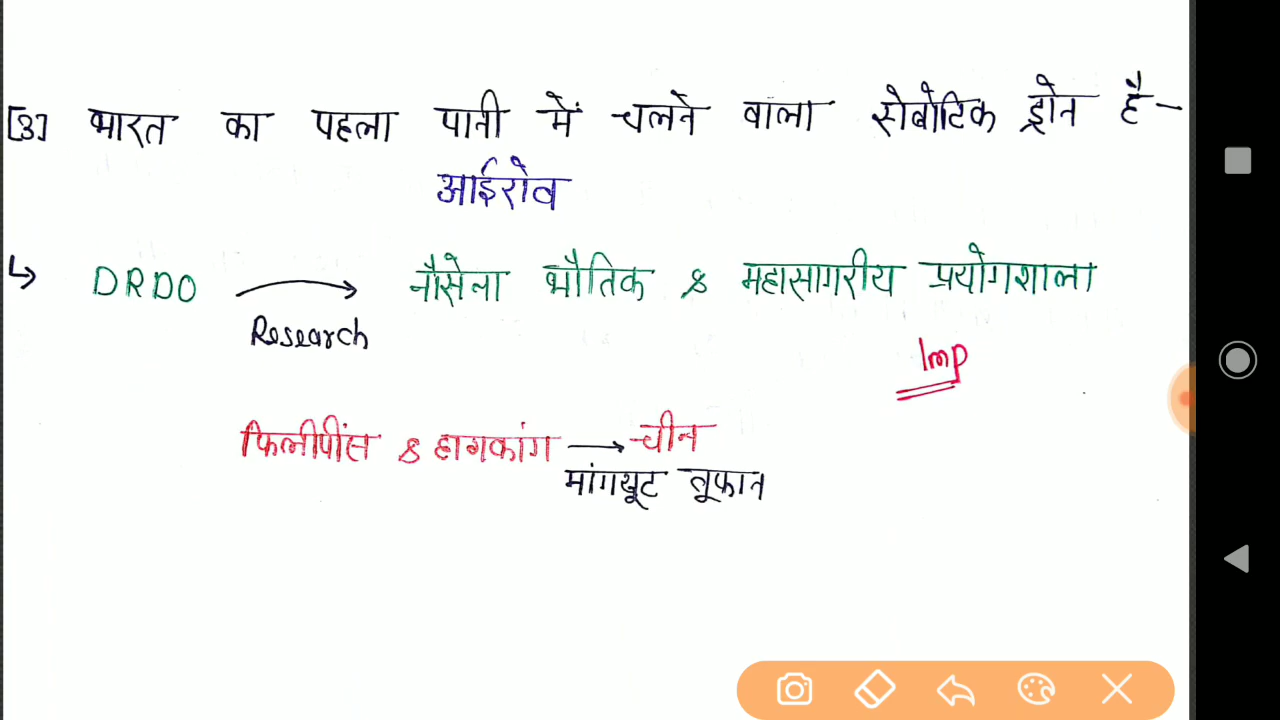 [3] भारत का पहला पानी में चलने वाला रोबोटिक ड्रोन है-
आईरोव
↳ DRDO → नौसेना भौतिक & महासागरीय प्रयोगशाला
Research
Imp
फिलीपींस & हागकांग → चीन
मांगखूट तूफान